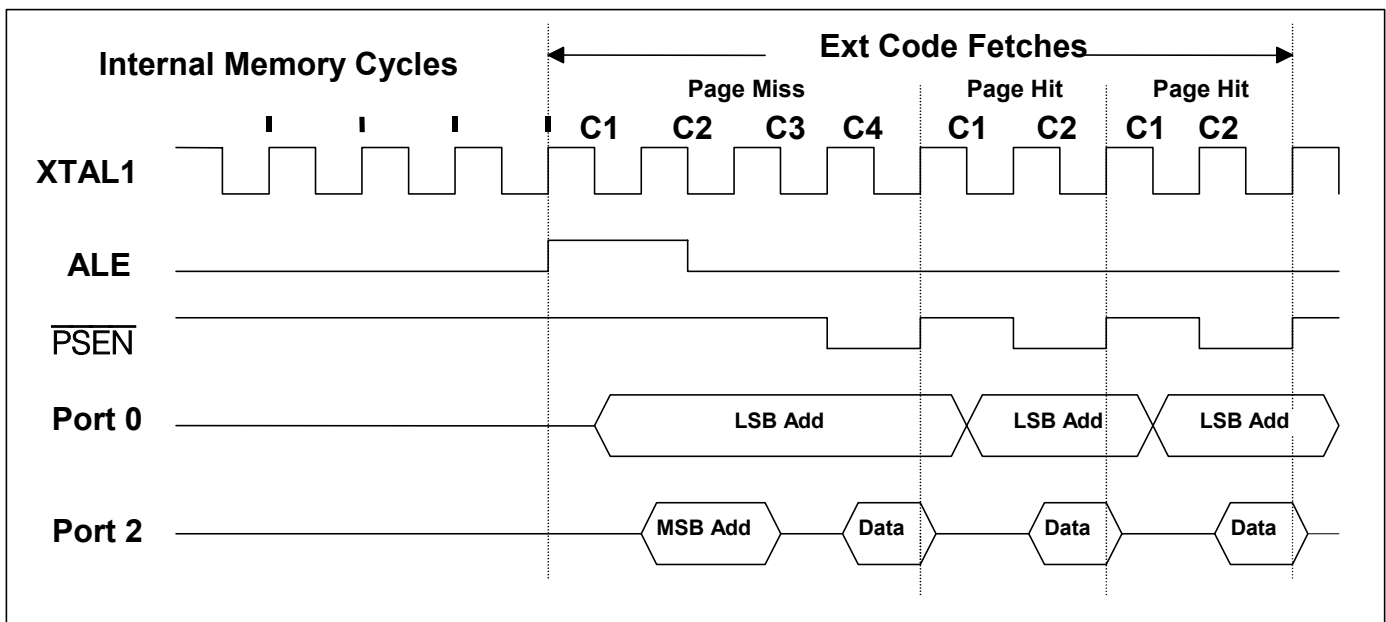 Ext Code Fetches
Internal Memory Cycles
Page Miss Page Hit Page Hit
C1 C2 C3 C4 C1 C2 C1 C2
XTAL1
ALE
PSEN
Port 0 LSB Add LSB Add LSB Add
Port 2 MSB Add Data Data Data